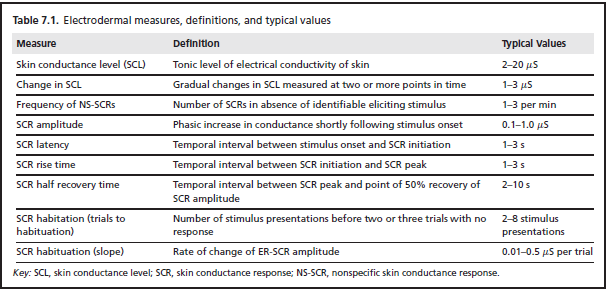 Table 7.1. Electrodermal measures, definitions, and typical values
Measure Definition Typical Values
Skin conductance level (SCL) Tonic level of electrical conductivity of skin 2–20 μS
Change in SCL Gradual changes in SCL measured at two or more points in time 1–3 μS
Frequency of NS-SCRs Number of SCRs in absence of identifiable eliciting stimulus 1–3 per min
SCR amplitude Phasic increase in conductance shortly following stimulus onset 0.1–1.0 μS
SCR latency Temporal interval between stimulus onset and SCR initiation 1–3 s
SCR rise time Temporal interval between SCR initiation and SCR peak 1–3 s
SCR half recovery time Temporal interval between SCR peak and point of 50% recovery of 2–10 s
SCR amplitude
SCR habitation (trials to Number of stimulus presentations before two or three trials with no 2–8 stimulus
habituation) response presentations
SCR habituation (slope) Rate of change of ER-SCR amplitude 0.01–0.5 μS per trial
Key: SCL, skin conductance level; SCR, skin conductance response; NS-SCR, nonspecific skin conductance response.